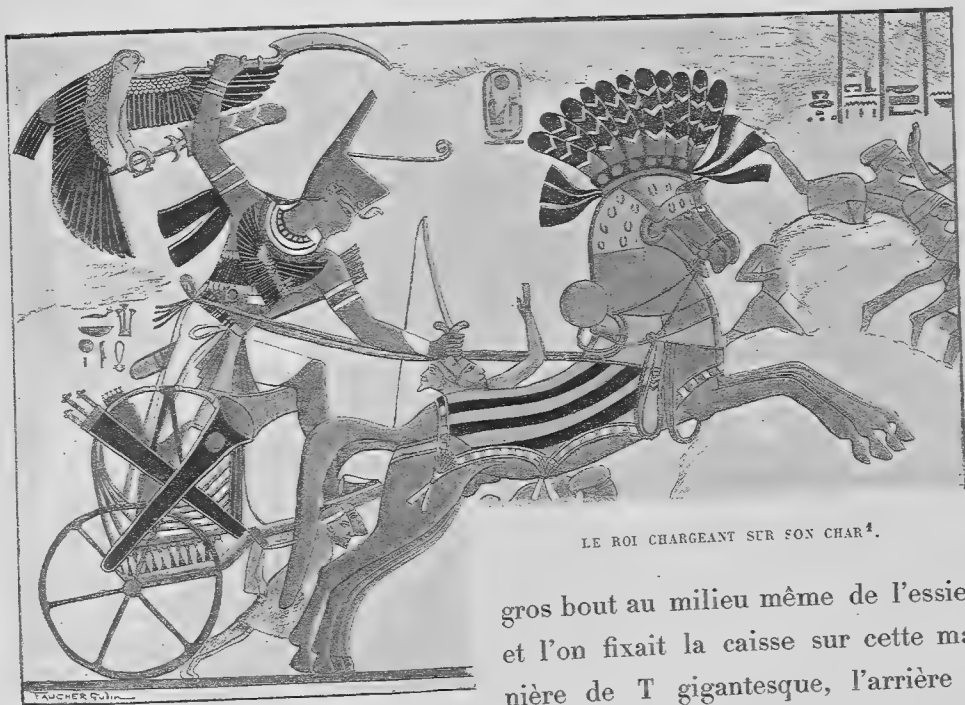 FAUCHER GUDIN
LE ROI CHARGEANT SUR SON CHAR².
gros bout au milieu même de l'essie
et l'on fixait la caisse sur cette ma
nière de T gigantesque, l'arrière